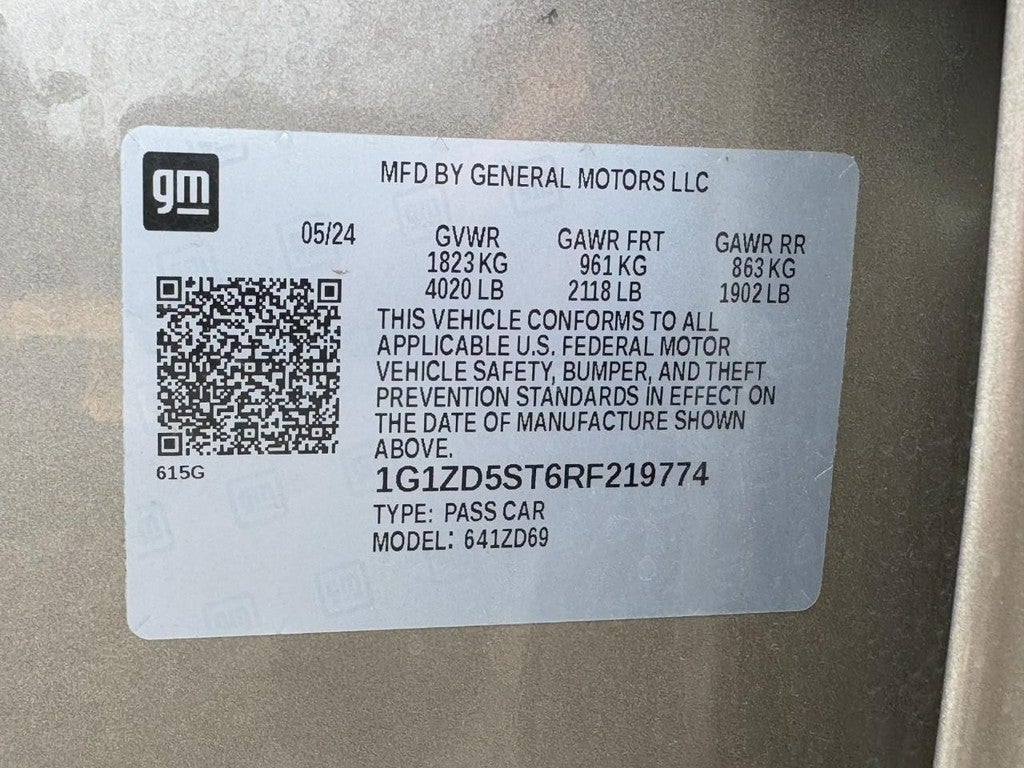 gm
MFD BY GENERAL MOTORS LLC
05/24
GVWR GAWR FRT GAWR RR
1823 KG 961 KG 863 KG
4020 LB 2118 LB 1902 LB
THIS VEHICLE CONFORMS TO ALL
APPLICABLE U.S. FEDERAL MOTOR
VEHICLE SAFETY, BUMPER, AND THEFT
PREVENTION STANDARDS IN EFFECT ON
THE DATE OF MANUFACTURE SHOWN
ABOVE.
615G
1G1ZD5ST6RF219774
TYPE: PASS CAR
MODEL: 641ZD69